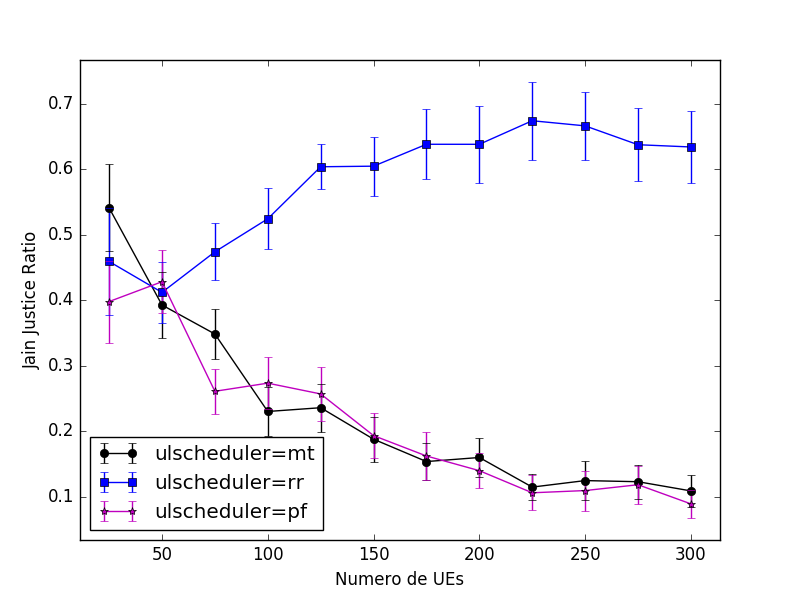 0.7
0.6
0.5
0.4
0.3
0.2
0.1
Jain Justice Ratio
ulscheduler=mt
ulscheduler=rr
ulscheduler=pf
50 100 150 200 250 300
Numero de UEs